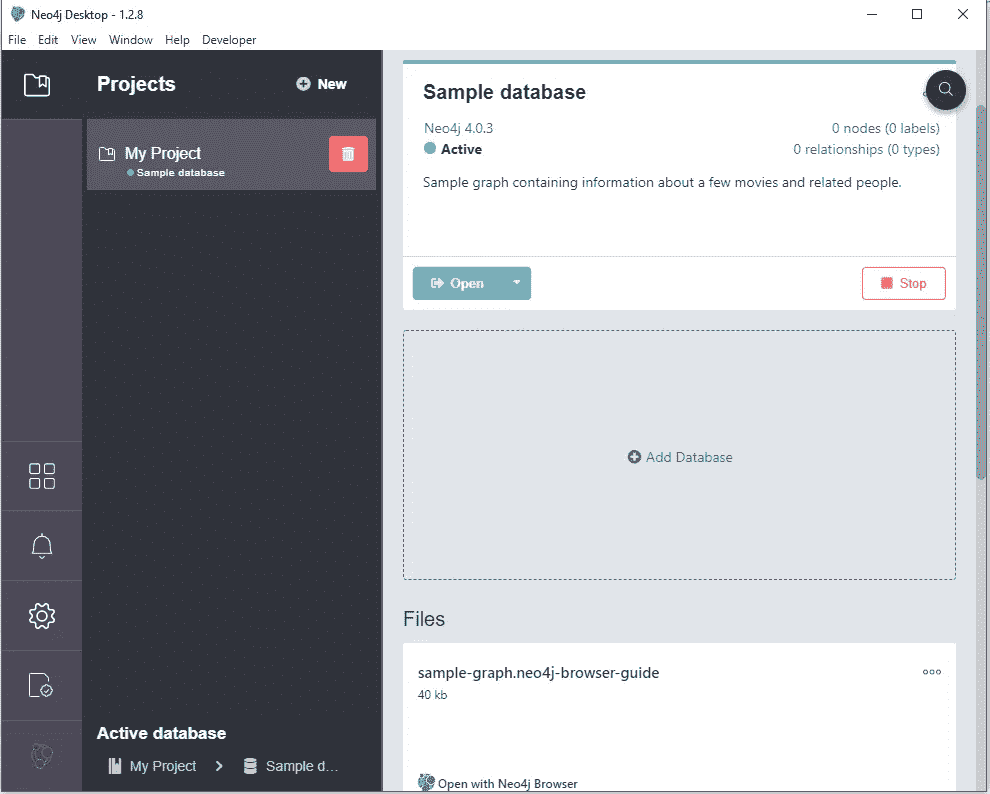 Neo4j Desktop - 1.2.8
File Edit View Window Help Developer
Projects
New
My Project
Sample database
Active database
My Project > Sample d...
Sample database
Neo4j 4.0.3
0 nodes (0 labels)
Active
0 relationships (0 types)
Sample graph containing information about a few movies and related people.
Open
Stop
Add Database
Files
sample-graph.neo4j-browser-guide
40 kb
Open with Neo4j Browser